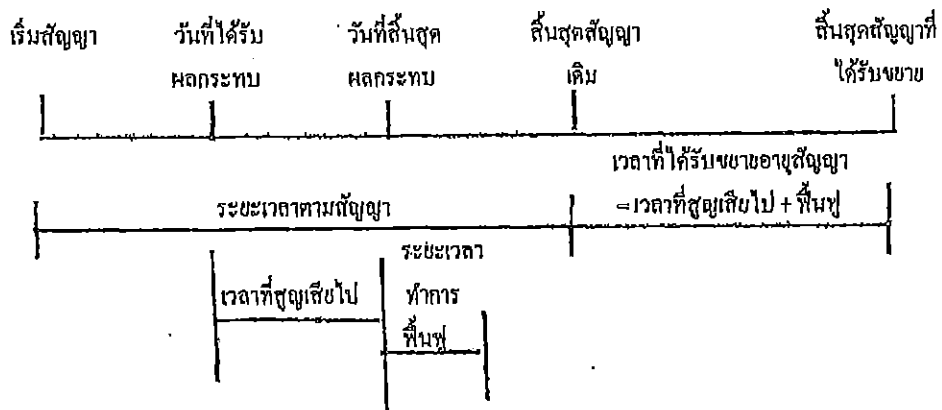 เริ่มสัญญา วันที่ได้รับ วันที่สิ้นสุด สิ้นสุดสัญญา สิ้นสุดสัญญาที่
ผลกระทบ ผลกระทบ เดิม ได้รับขยาย
เวลาที่ได้รับขยายอายุสัญญา
ระยะเวลาตามสัญญา =เวลาที่สูญเสียไป + ฟื้นฟู
ระยะเวลา
เวลาที่สูญเสียไป ทำการ
ฟื้นฟู